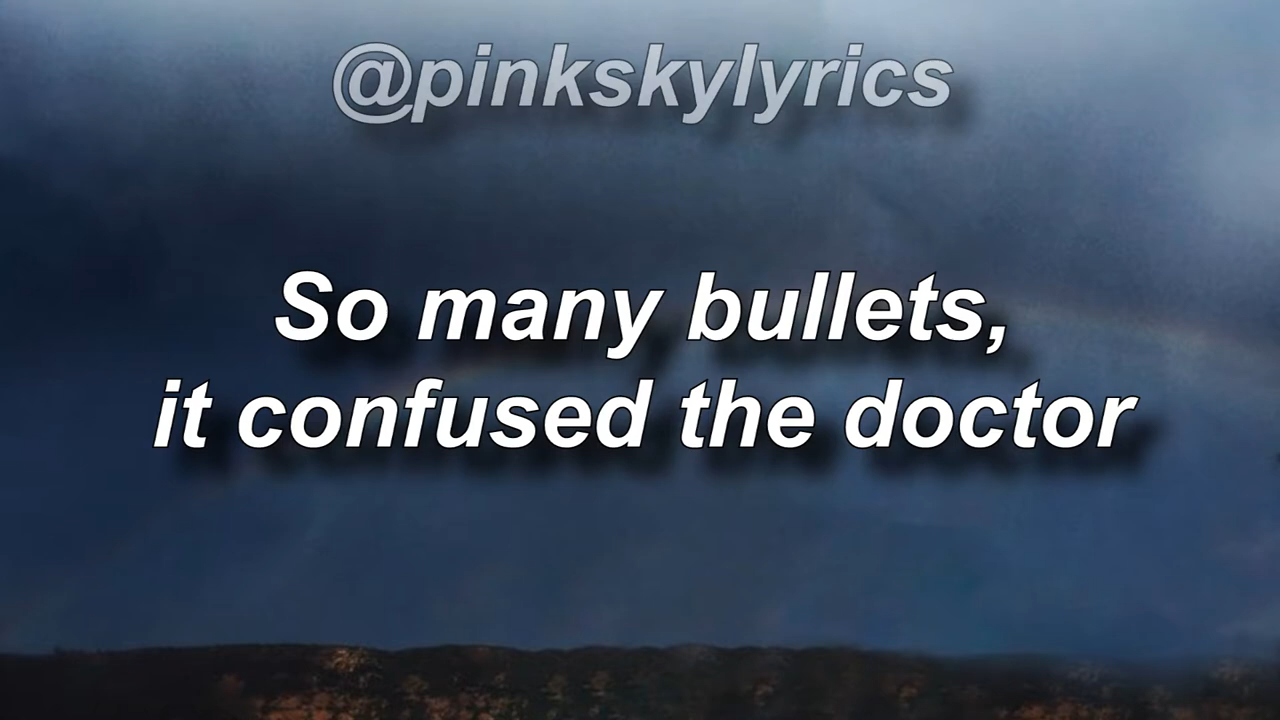 @pinkskylyrics
So many bullets,
it confused the doctor